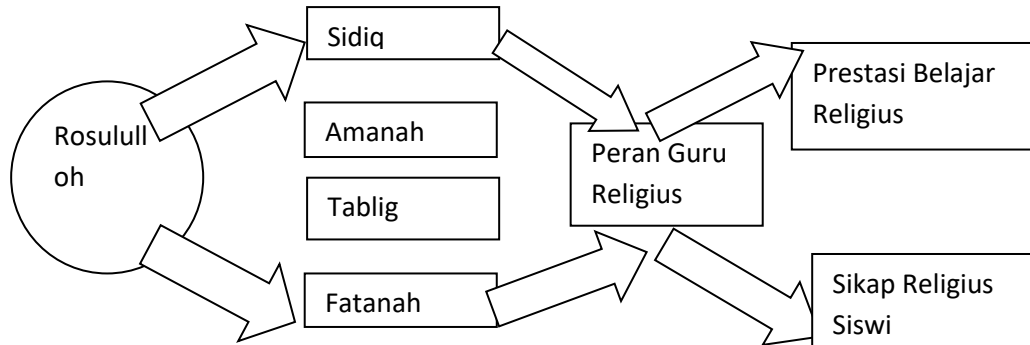 Rosulull
oh
Sidiq
Amanah
Tablig
Fatanah
Peran Guru
Religius
Prestasi Belajar
Religius
Sikap Religius
Siswi